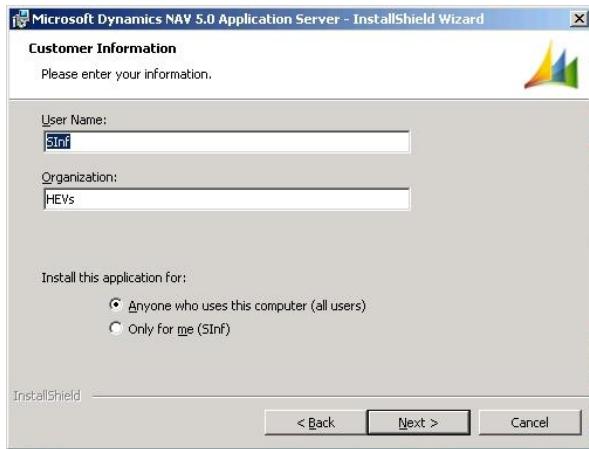 Microsoft Dynamics NAV 5.0 Application Server - InstallShield Wizard
Customer Information
Please enter your information.
User Name:
SInf
Organization:
HEVs
Install this application for:
Anyone who uses this computer (all users)
Only for me (SInf)
InstallShield
< Back
Next >
Cancel